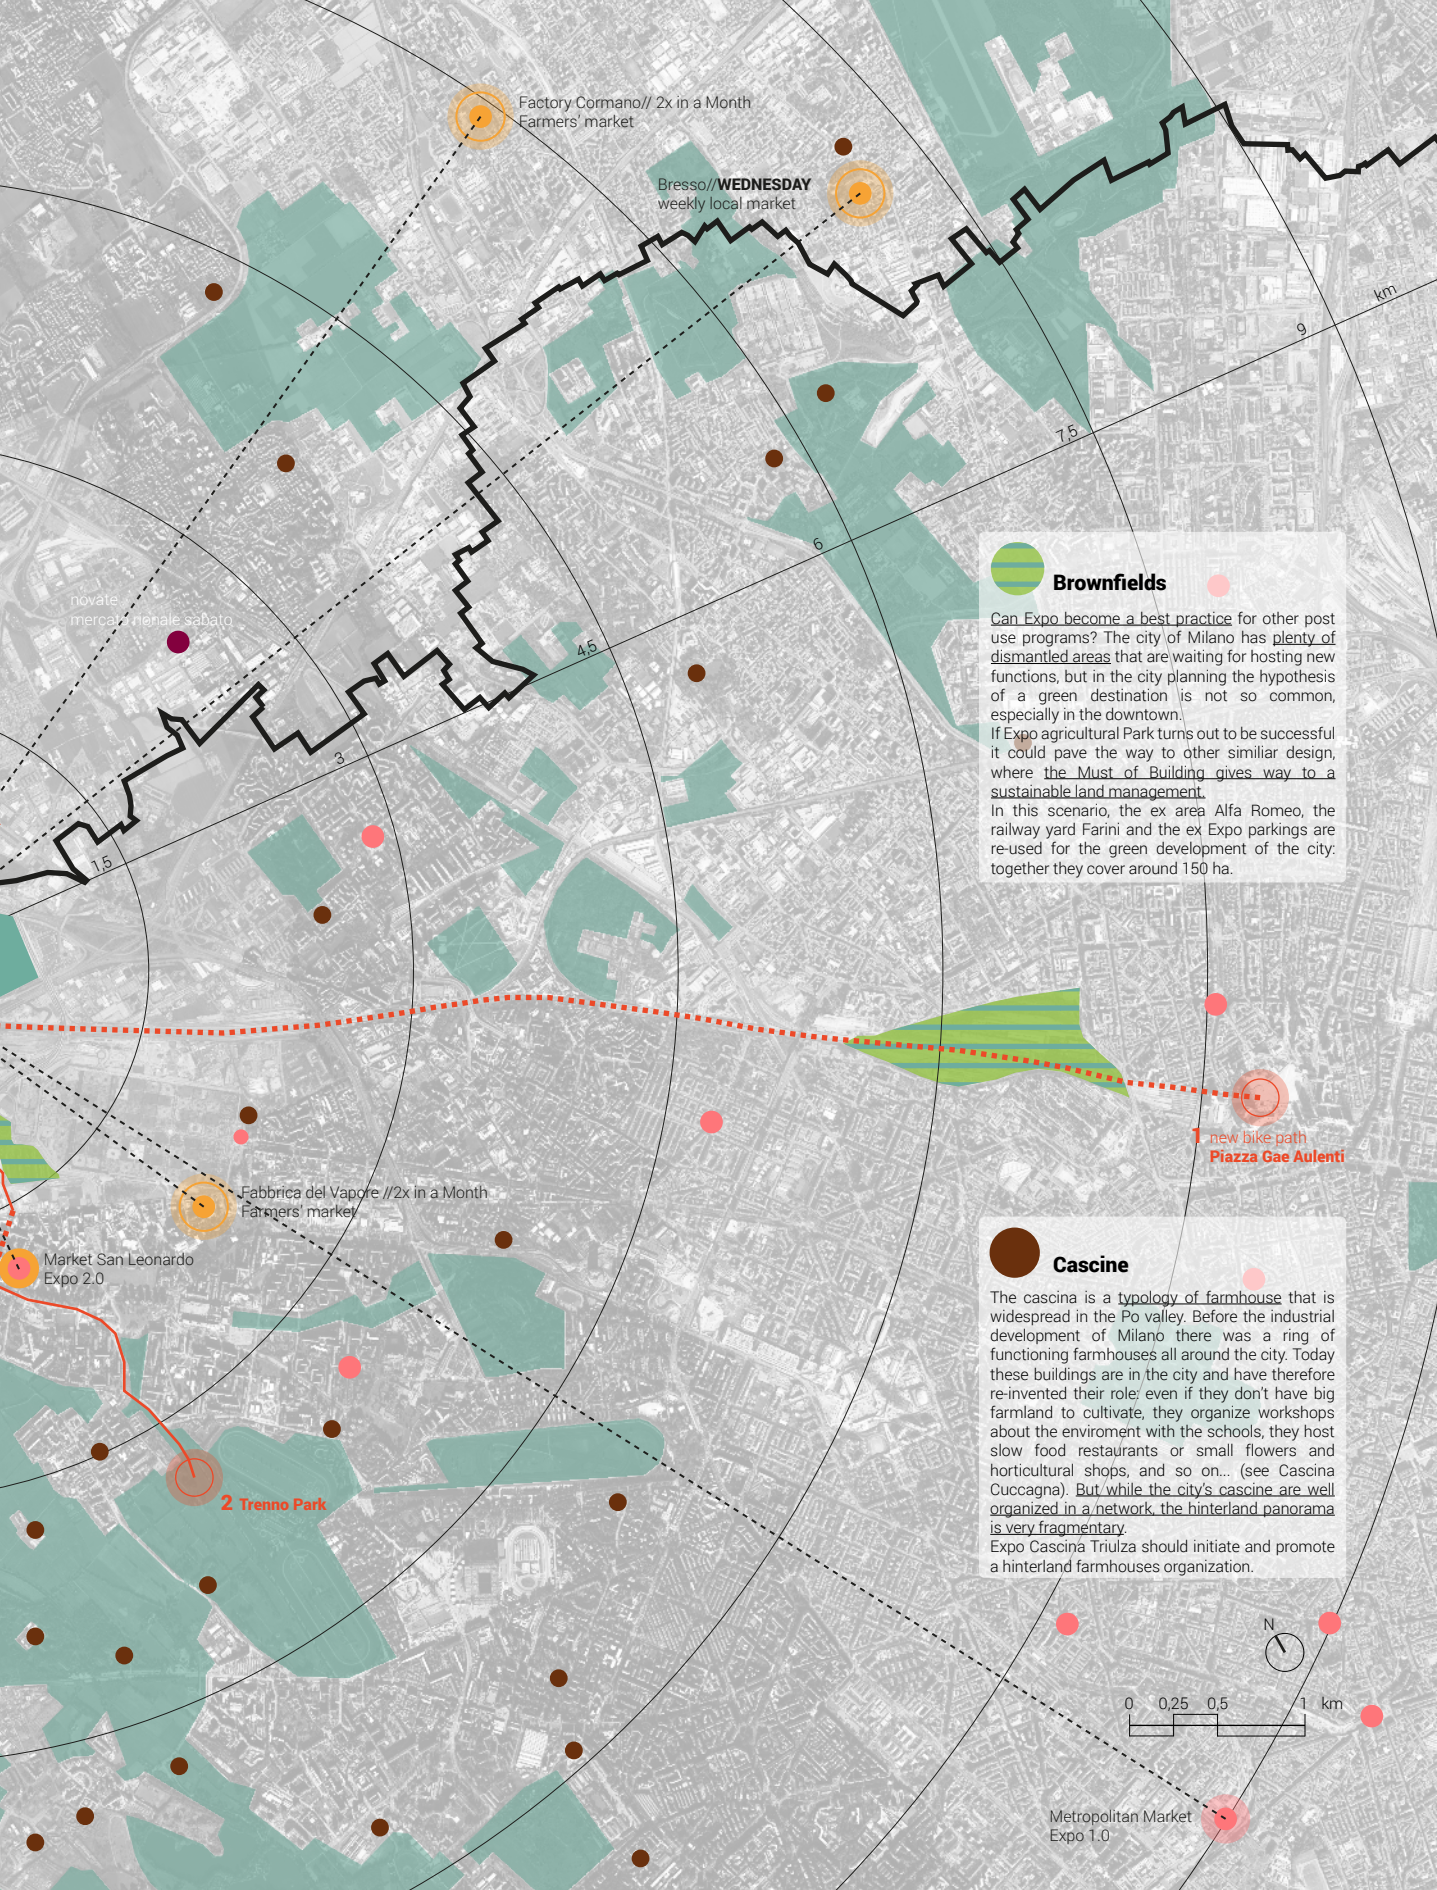 Factory Cormano// 2x in a Month
Farmers' market
Bresso//WEDNESDAY
weekly local market
km
9
7,5
6
4,5
3
1,5
novate
mercato rionale sabato
Brownfields
Can Expo become a best practice for other post
use programs? The city of Milano has plenty of
dismantled areas that are waiting for hosting new
functions, but in the city planning the hypothesis
of a green destination is not so common,
especially in the downtown.
If Expo agricultural Park turns out to be successful
it could pave the way to other similiar design,
where the Must of Building gives way to a
sustainable land management.
In this scenario, the ex area Alfa Romeo, the
railway yard Farini and the ex Expo parkings are
re-used for the green development of the city:
together they cover around 150 ha.
1 new bike path
Piazza Gae Aulenti
Fabbrica del Vapore //2x in a Month
Farmers' market
Market San Leonardo
Expo 2.0
Cascine
The cascina is a typology of farmhouse that is
widespread in the Po valley. Before the industrial
development of Milano there was a ring of
functioning farmhouses all around the city. Today
these buildings are in the city and have therefore
re-invented their role: even if they don't have big
farmland to cultivate, they organize workshops
about the enviroment with the schools, they host
slow food restaurants or small flowers and
horticultural shops, and so on... (see Cascina
Cuccagna). But while the city's cascine are well
organized in a network, the hinterland panorama
is very fragmentary.
Expo Cascina Triulza should initiate and promote
a hinterland farmhouses organization.
2 Trenno Park
N
0 0,25 0,5 1 km
Metropolitan Market
Expo 1.0